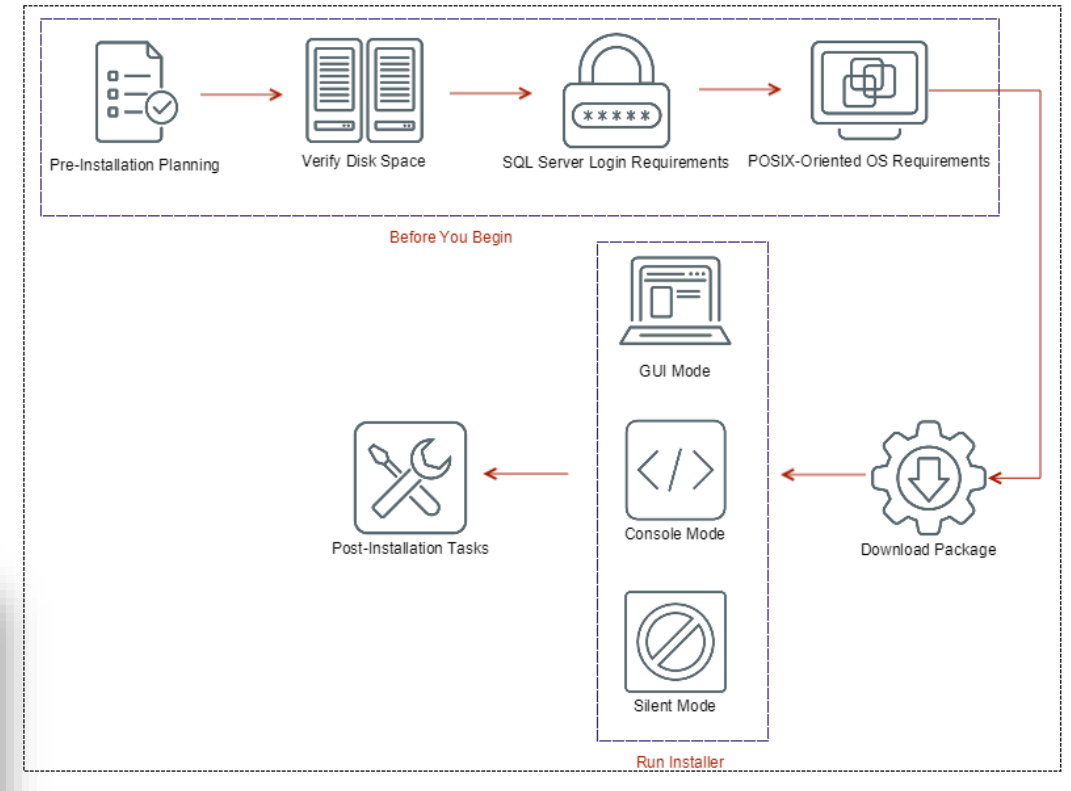 Pre-Installation Planning
Verify Disk Space
SQL Server Login Requirements
POSIX-Oriented OS Requirements
*****
Before You Begin
GUI Mode
</>
Console Mode
Silent Mode
Run Installer
Download Package
Post-Installation Tasks